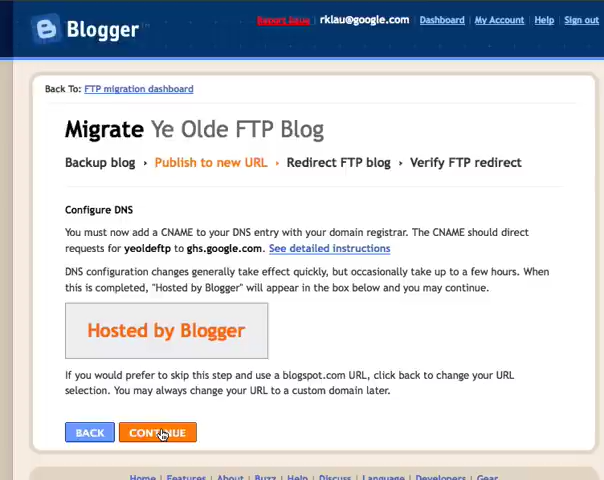 Blogger™
Report Bug rklau@google.com Dashboard My Account Help Sign out
Back To: FTP migration dashboard
Migrate Ye Olde FTP Blog
Backup blog › Publish to new URL › Redirect FTP blog › Verify FTP redirect
Configure DNS
You must now add a CNAME to your DNS entry with your domain registrar. The CNAME should direct
requests for yeoldeftp to ghs.google.com. See detailed instructions
DNS configuration changes generally take effect quickly, but occasionally take up to a few hours. When
this is completed, "Hosted by Blogger" will appear in the box below and you may continue.
Hosted by Blogger
If you would prefer to skip this step and use a blogspot.com URL, click back to change your URL
selection. You may always change your URL to a custom domain later.
BACK CONTINUE
Home Features About Buzz Help Discuss Language Developers Gear